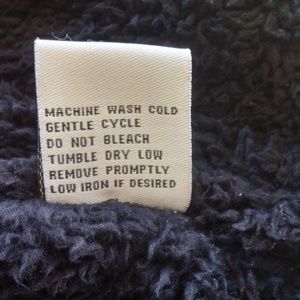 MACHINE WASH COLD
GENTLE CYCLE
DO NOT BLEACH
TUMBLE DRY LOW
REMOVE PROMPTLY
LOW IRON IF DESIRED